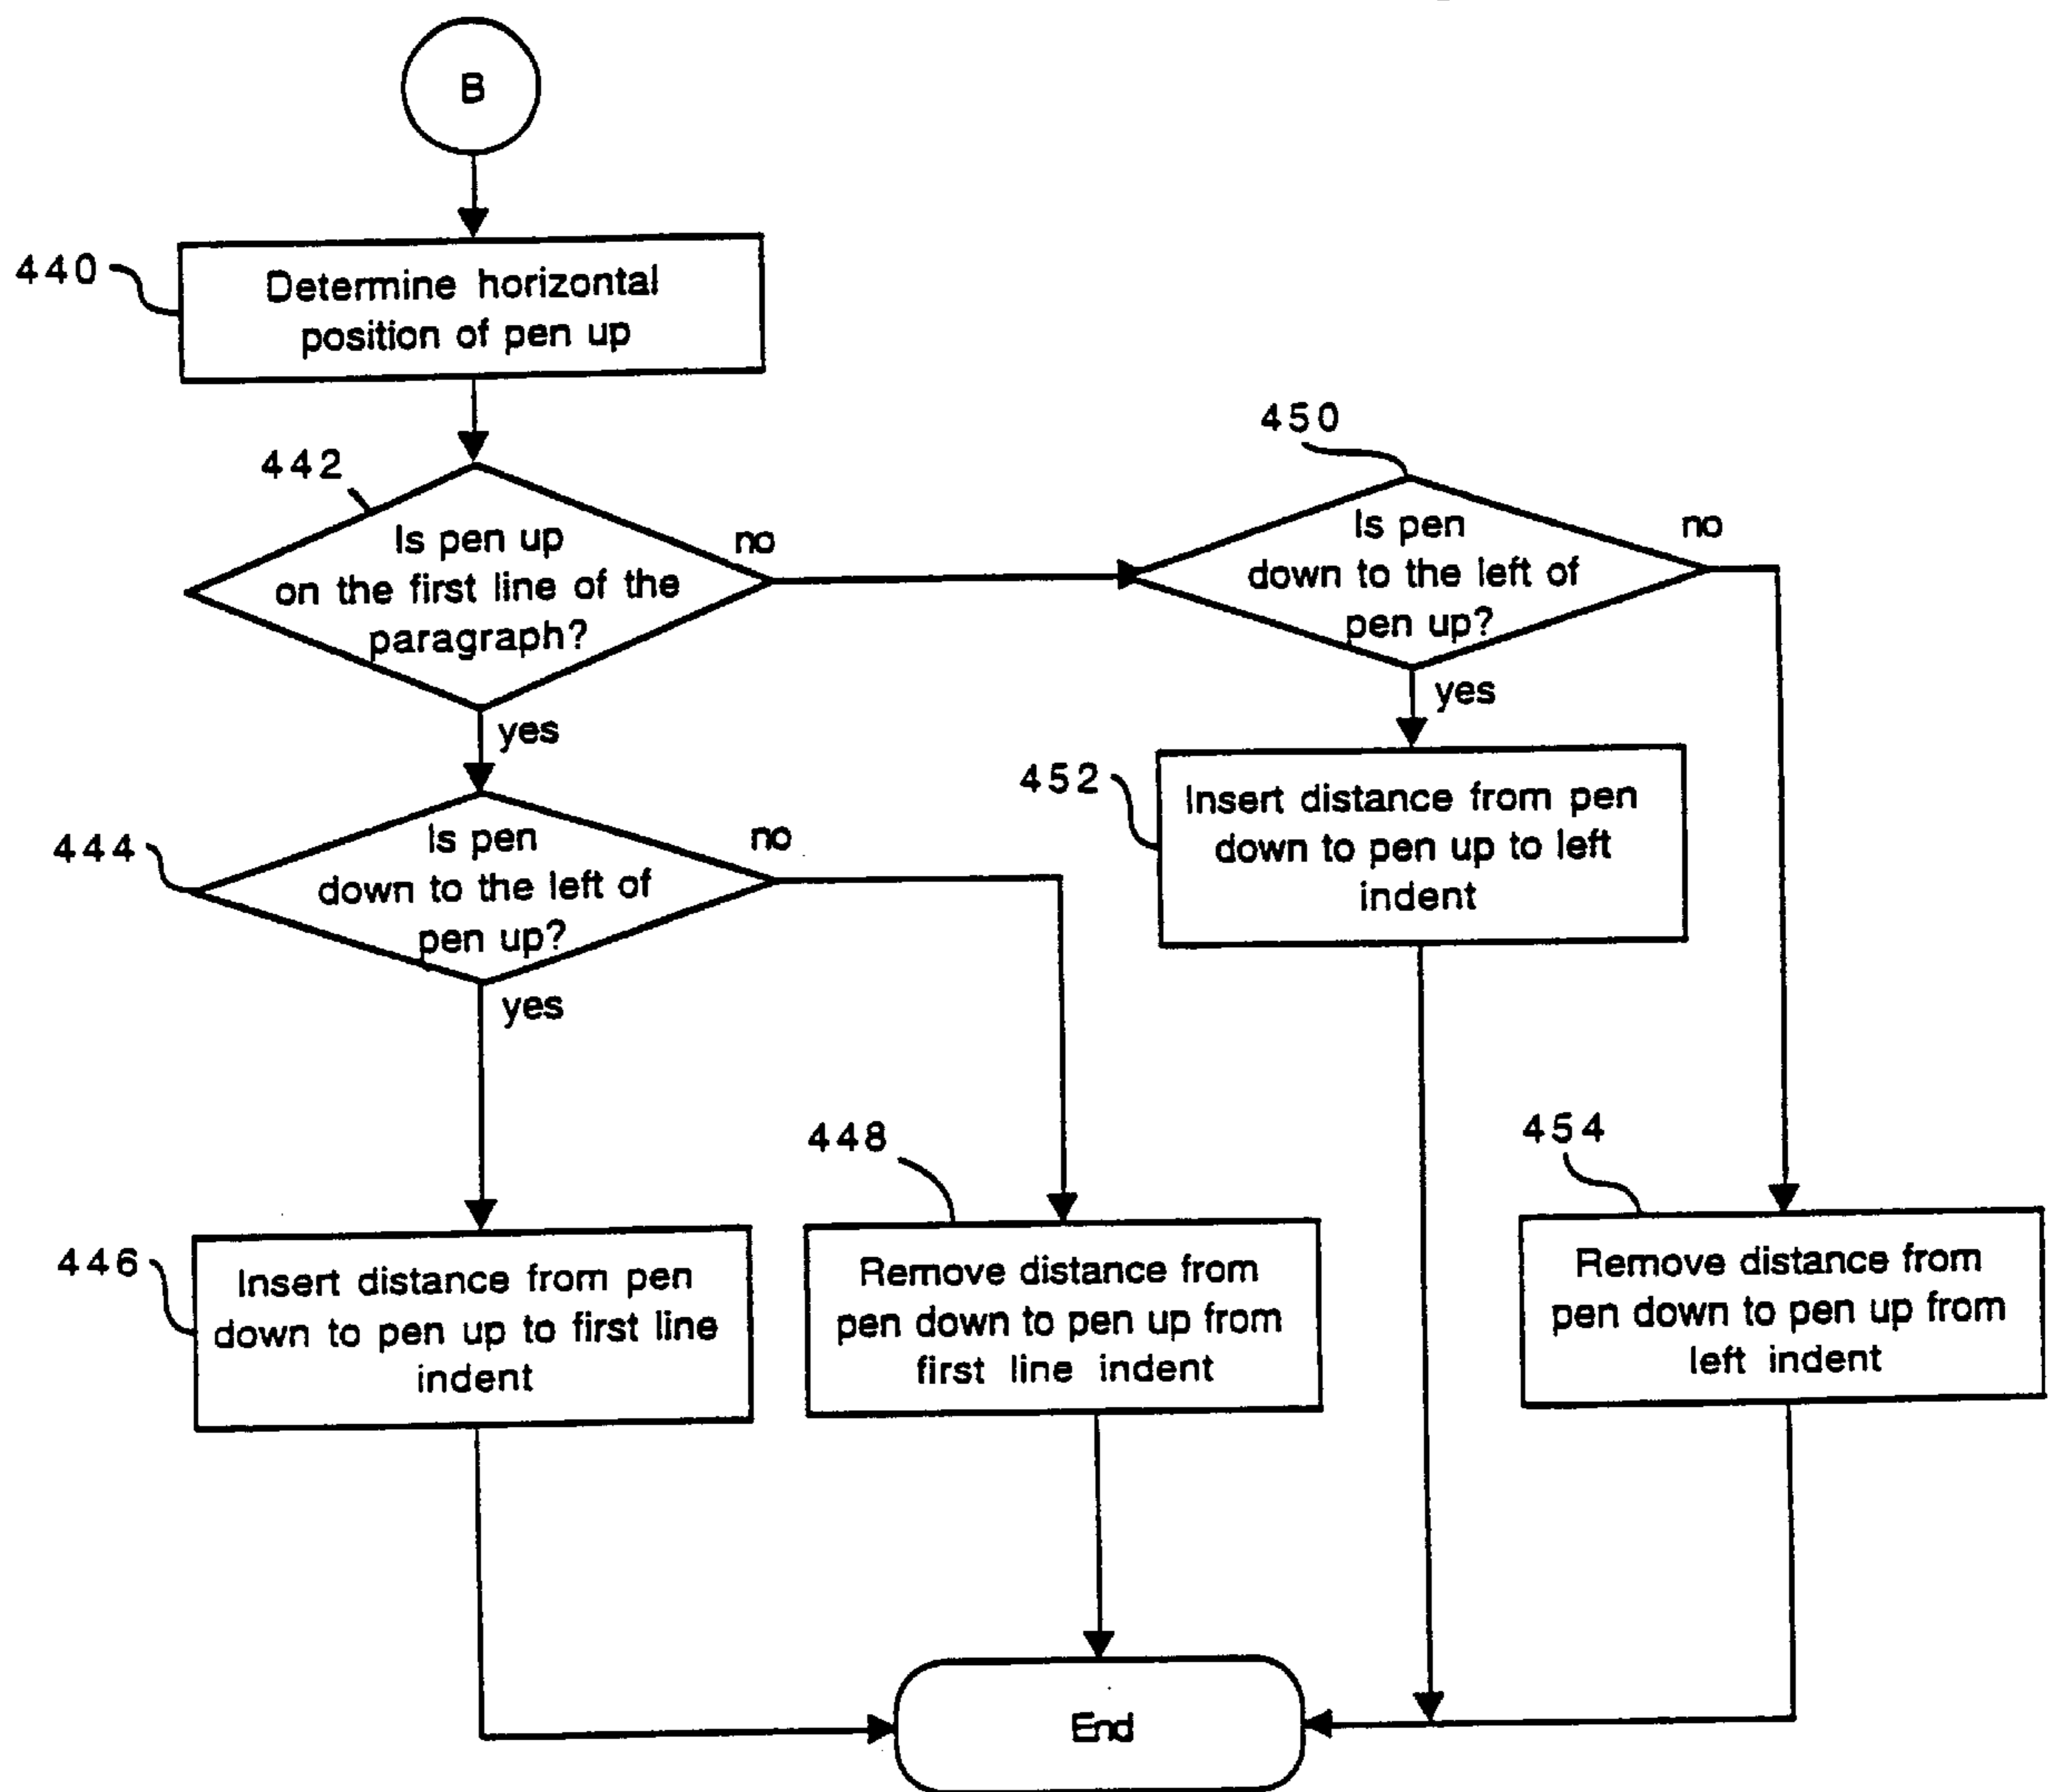 B
440
Determine horizontal
position of pen up
442
Is pen up
on the first line of the
paragraph?
no
yes
450
Is pen
down to the left of
pen up?
no
yes
452
Insert distance from pen
down to pen up to left
indent
444
Is pen
down to the left of
pen up?
no
yes
446
Insert distance from pen
down to pen up to first line
indent
448
Remove distance from
pen down to pen up from
first line indent
454
Remove distance from
pen down to pen up from
left indent
End